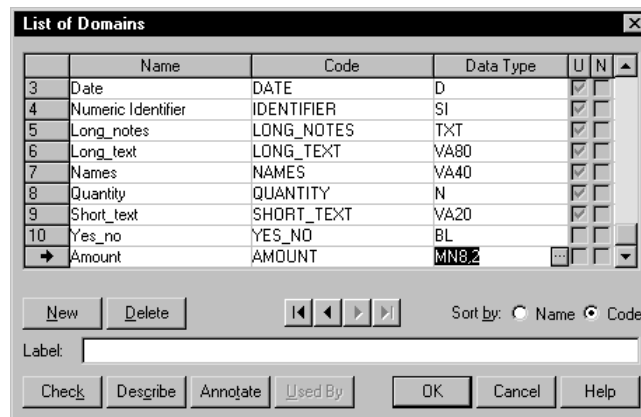 List of Domains
Name Code Data Type U N
3 Date DATE D
4 Numeric Identifier IDENTIFIER SI
5 Long_notes LONG_NOTES TXT
6 Long_text LONG_TEXT VA80
7 Names NAMES VA40
8 Quantity QUANTITY N
9 Short_text SHORT_TEXT VA20
10 Yes_no YES_NO BL
Amount AMOUNT MN8,2 ...
New Delete Sort by: Name Code
Label:
Check Describe Annotate Used By OK Cancel Help